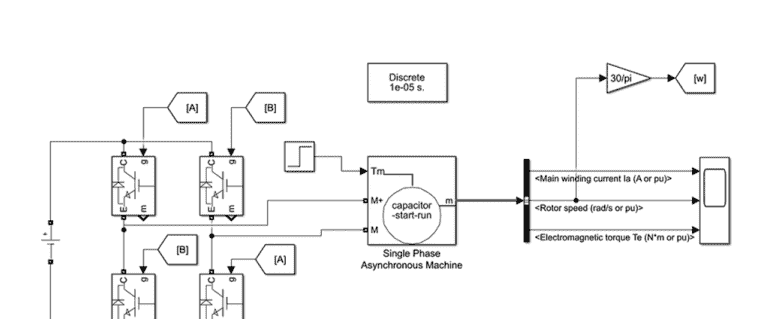 Discrete
1e-05 s.
30/pi
[w]
[A]
[B]
C
g
E
m
C
g
E
m
Tm
M+
M
m
capacitor
-start-run
Single Phase
Asynchronous Machine
<Main winding current Ia (A or pu)>
<Rotor speed (rad/s or pu)>
<Electromagnetic torque Te (N*m or pu)>
+
[B]
[A]
C
g
C
g